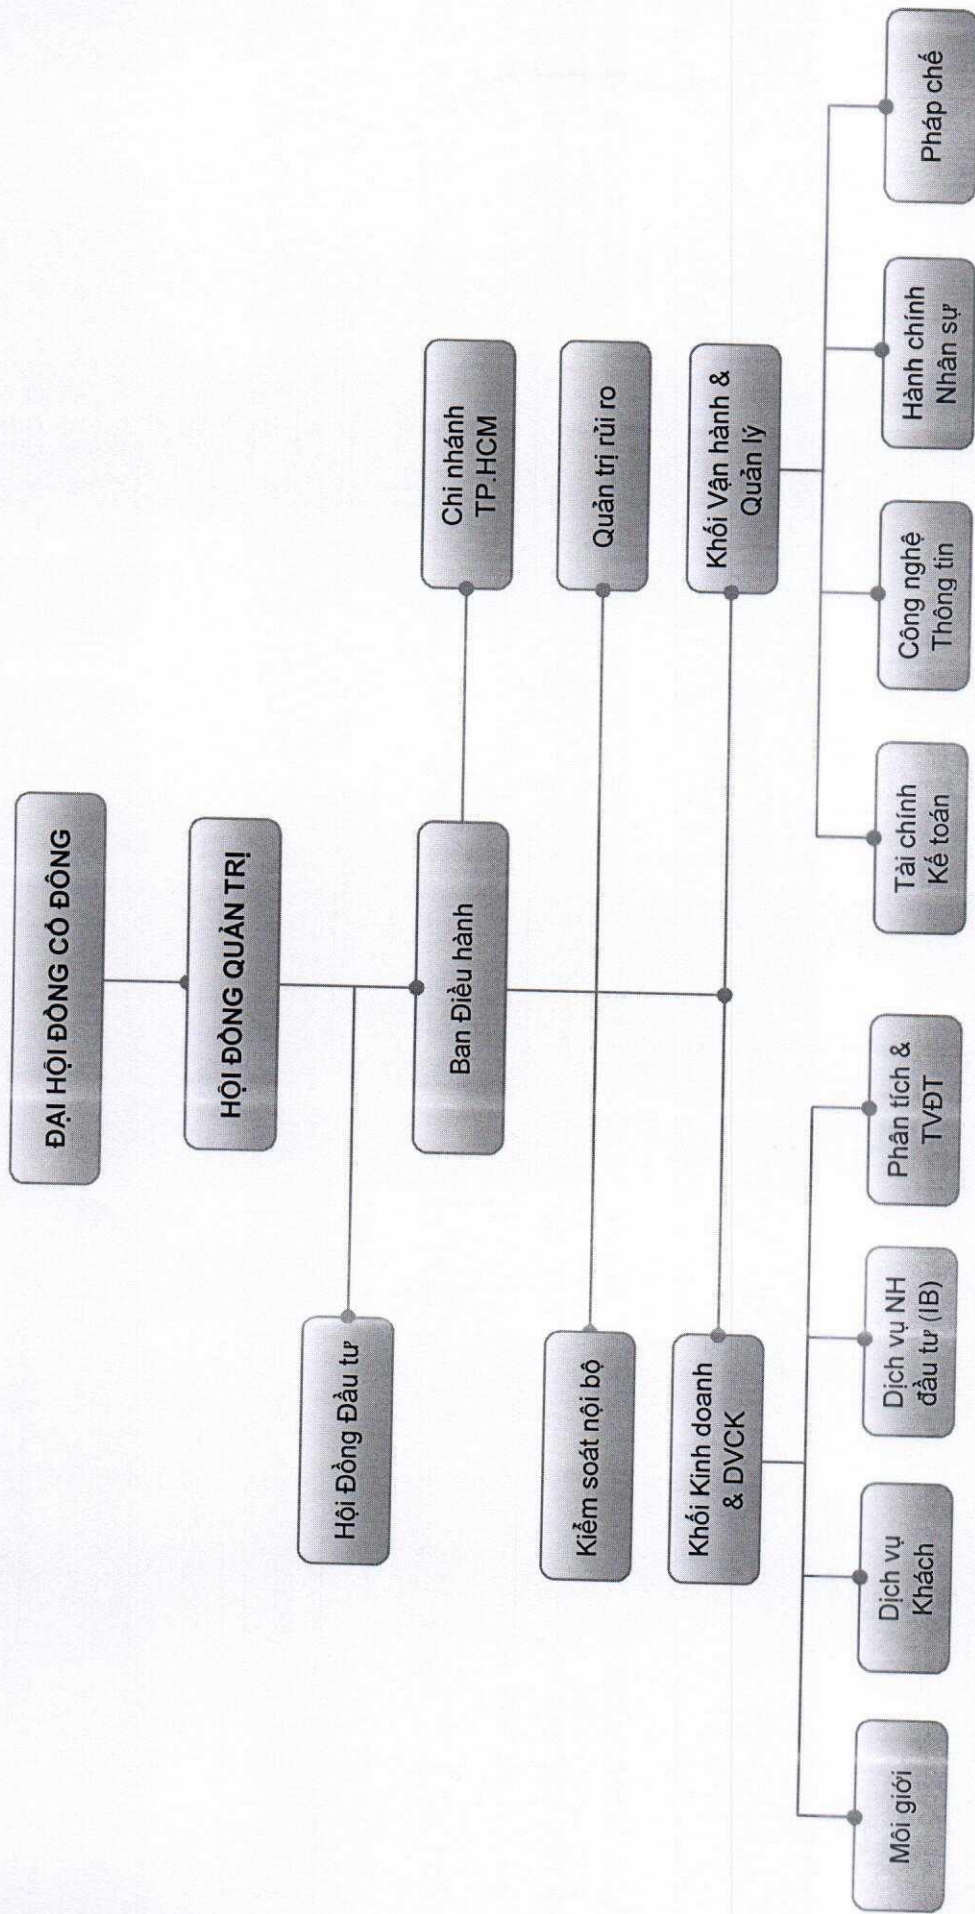 ĐẠI HỘI ĐỒNG CỔ ĐÔNG
HỘI ĐỒNG QUẢN TRỊ
Hội Đồng Đầu tư
Ban Điều hành
Chi nhánh
TP.HCM
Kiểm soát nội bộ
Quản trị rủi ro
Khối Kinh doanh
& DVCK
Khối Vận hành &
Quản lý
Môi giới
Dịch vụ
Khách
Dịch vụ NH
đầu tư (IB)
Phân tích &
TVĐT
Tài chính
Kế toán
Công nghệ
Thông tin
Hành chính
Nhân sự
Pháp chế